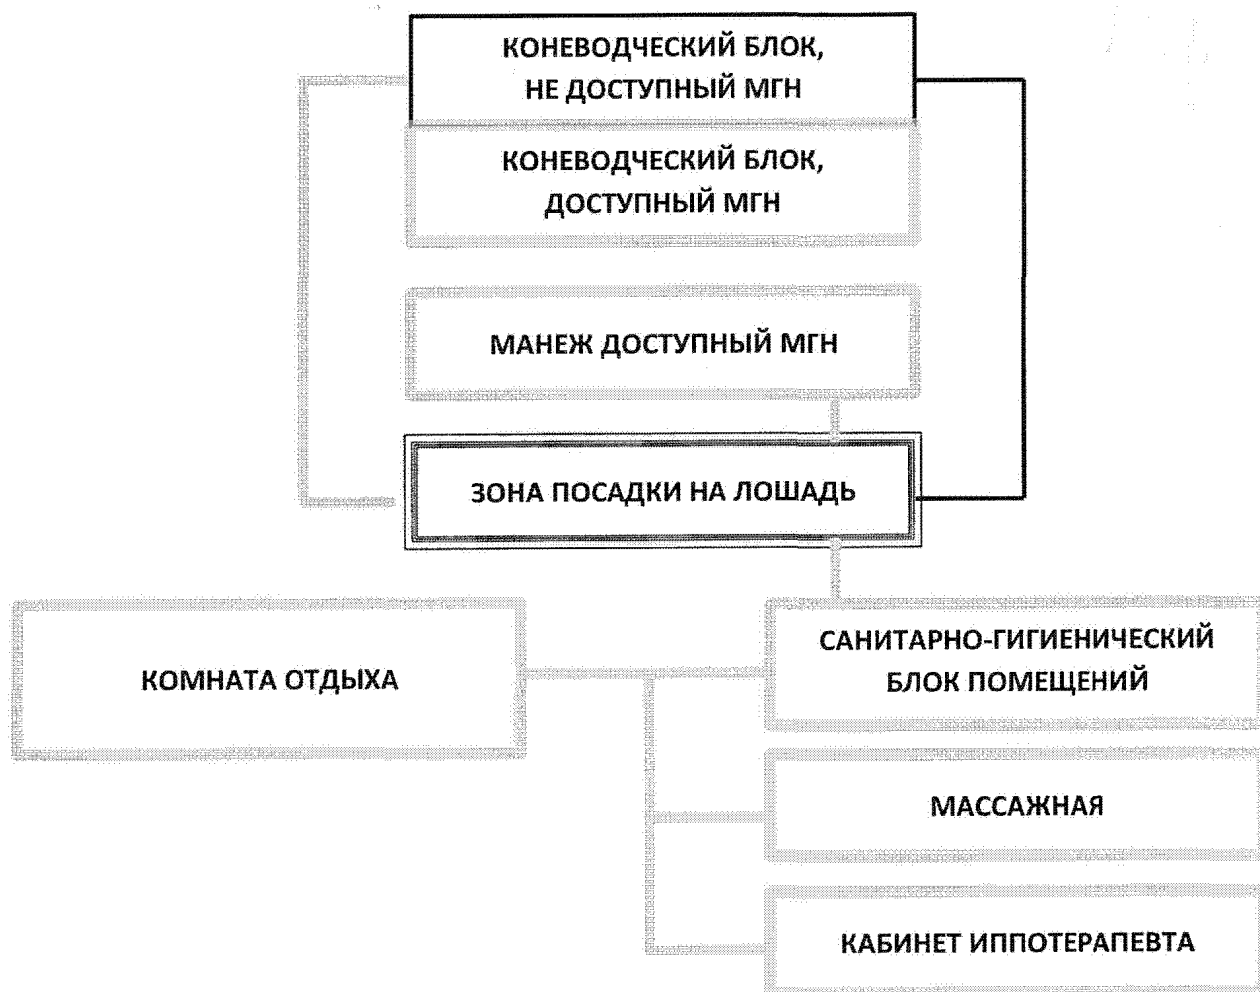 КОНЕВОДЧЕСКИЙ БЛОК,
НЕ ДОСТУПНЫЙ МГН
КОНЕВОДЧЕСКИЙ БЛОК,
ДОСТУПНЫЙ МГН
МАНЕЖ ДОСТУПНЫЙ МГН
ЗОНА ПОСАДКИ НА ЛОШАДЬ
КОМНАТА ОТДЫХА
САНИТАРНО-ГИГИЕНИЧЕСКИЙ
БЛОК ПОМЕЩЕНИЙ
МАССАЖНАЯ
КАБИНЕТ ИППОТЕРАПЕВТА